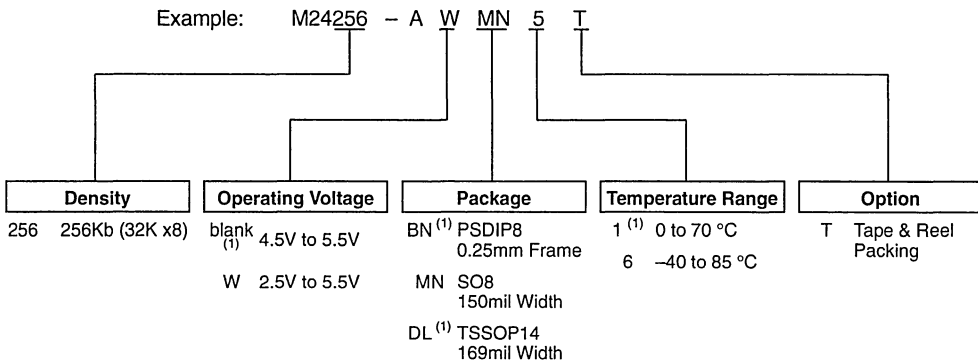 Example: M24256 – A W MN 5 T
Density
256 256Kb (32K x8)
Operating Voltage
blank (1) 4.5V to 5.5V
W 2.5V to 5.5V
Package
BN (1) PSDIP8
0.25mm Frame
MN SO8
150mil Width
DL (1) TSSOP14
169mil Width
Temperature Range
1 (1) 0 to 70 °C
6 –40 to 85 °C
Option
T Tape & Reel
Packing